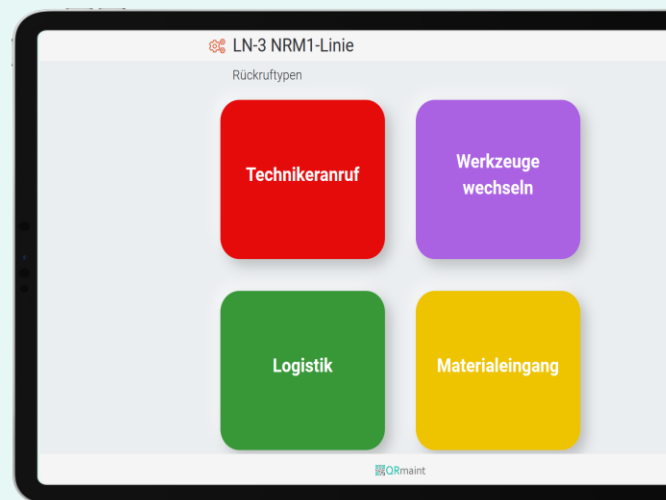 LN-3 NRM1-Linie
Rückruftypen
Technikeranruf
Werkzeuge
wechseln
Logistik
Materialeingang
QRmaint